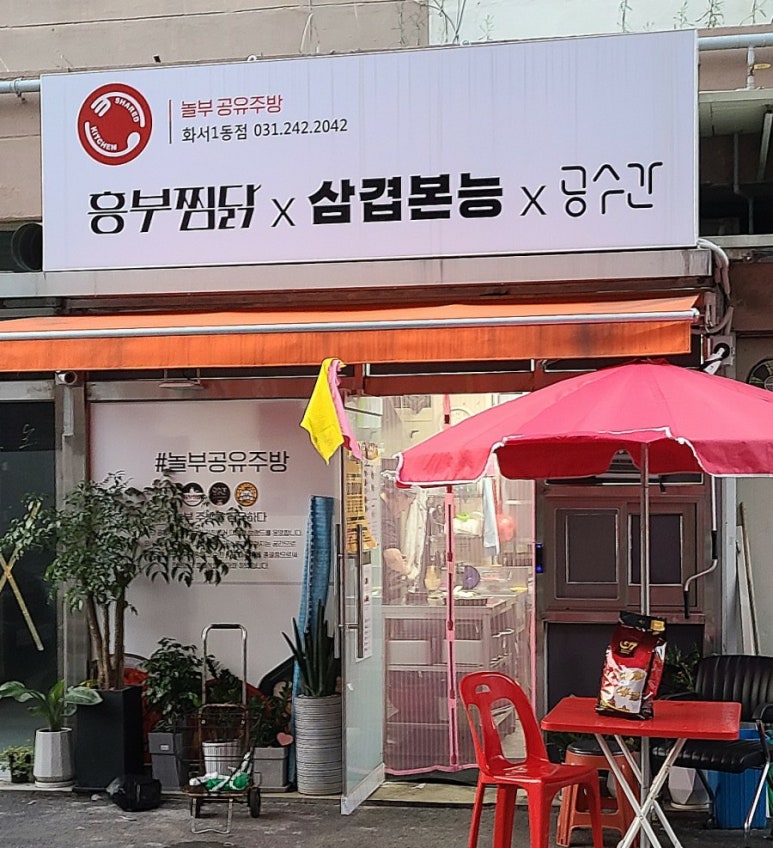 SHARED
KITCHEN
놀부 공유주방
화서1동점 031.242.2042
흥부찜닭 X 삼겹본능 X 공수간
#놀부공유주방
G7